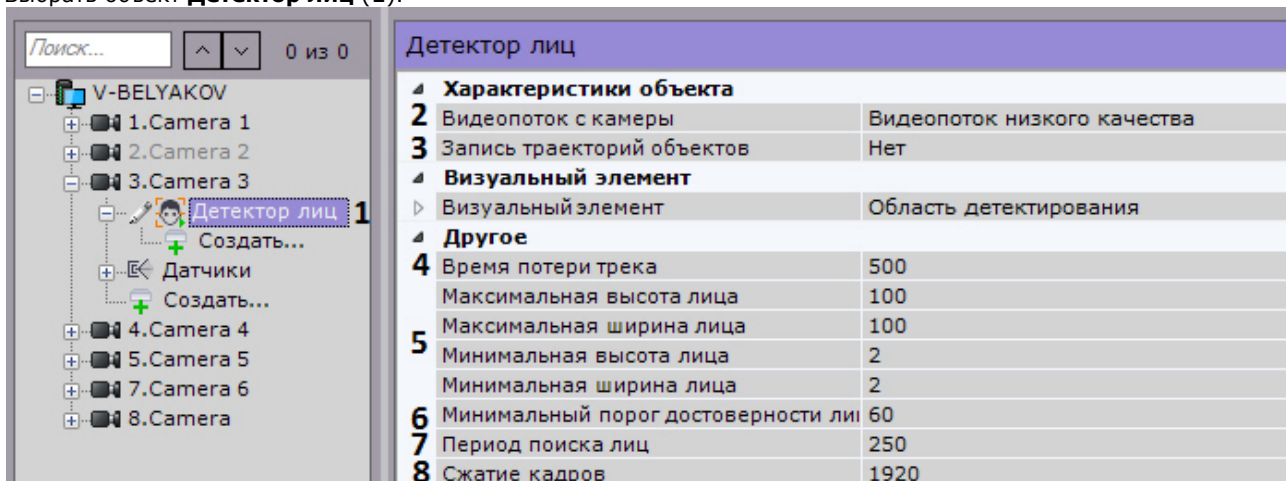 Выбрать объект Детектор лиц (1).
Поиск... 0 из 0
V-BELYAKOV
1.Camera 1
2.Camera 2
3.Camera 3
Детектор лиц 1
Создать...
Датчики
Создать...
4.Camera 4
5.Camera 5
7.Camera 6
8.Camera
Детектор лиц
Характеристики объекта
2 Видеопоток с камеры Видеопоток низкого качества
3 Запись траекторий объектов Нет
Визуальный элемент
Визуальный элемент Область детектирования
Другое
4 Время потери трека 500
Максимальная высота лица 100
Максимальная ширина лица 100
5
Минимальная высота лица 2
Минимальная ширина лица 2
6 Минимальный порог достоверности ли 60
7 Период поиска лиц 250
8 Сжатие кадров 1920